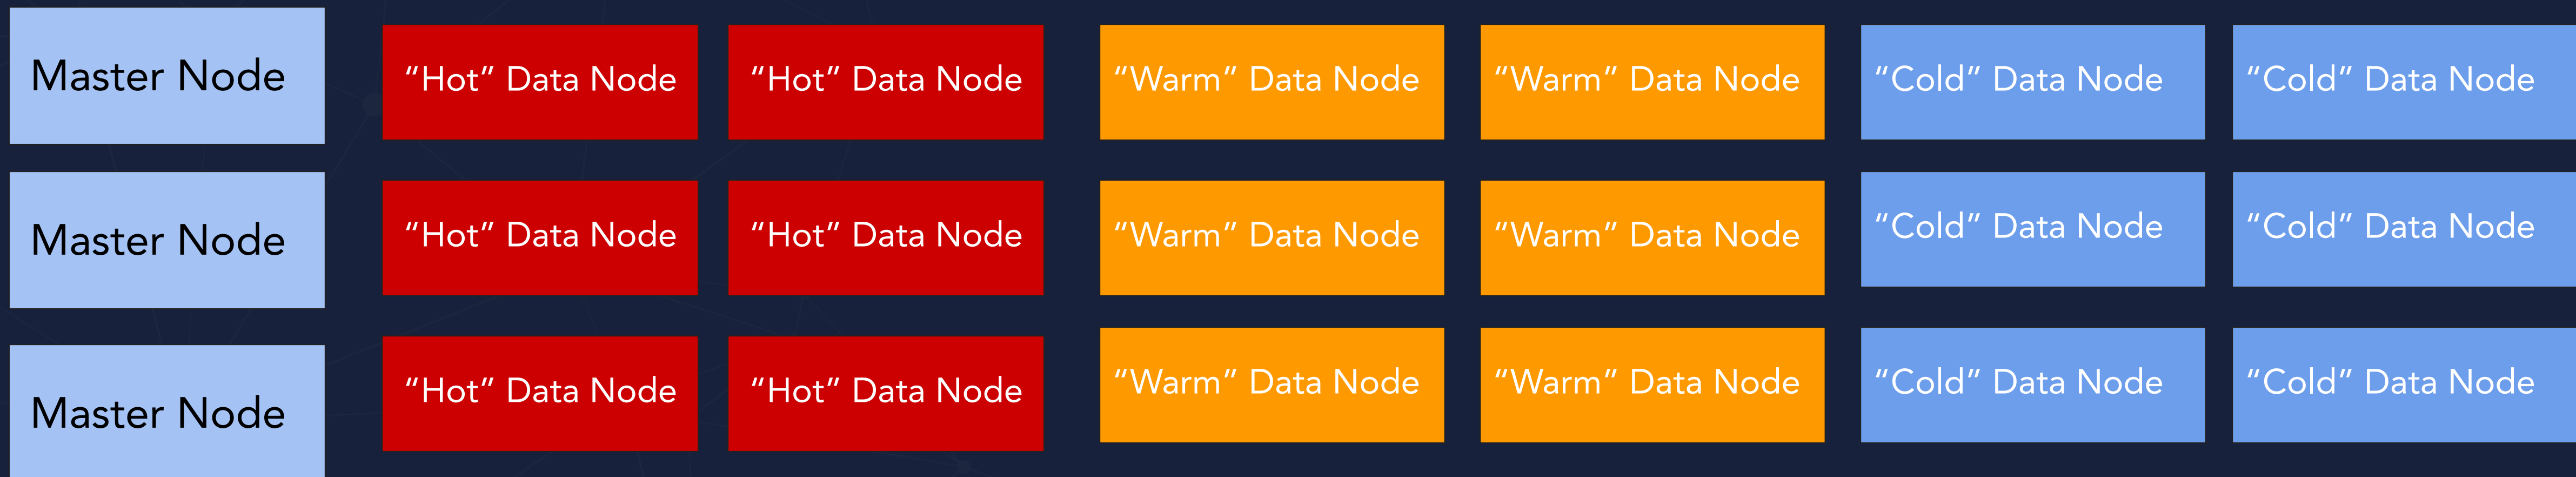 Master Node
“Hot” Data Node
“Hot” Data Node
“Warm” Data Node
“Warm” Data Node
“Cold” Data Node
“Cold” Data Node
Master Node
“Hot” Data Node
“Hot” Data Node
“Warm” Data Node
“Warm” Data Node
“Cold” Data Node
“Cold” Data Node
Master Node
“Hot” Data Node
“Hot” Data Node
“Warm” Data Node
“Warm” Data Node
“Cold” Data Node
“Cold” Data Node